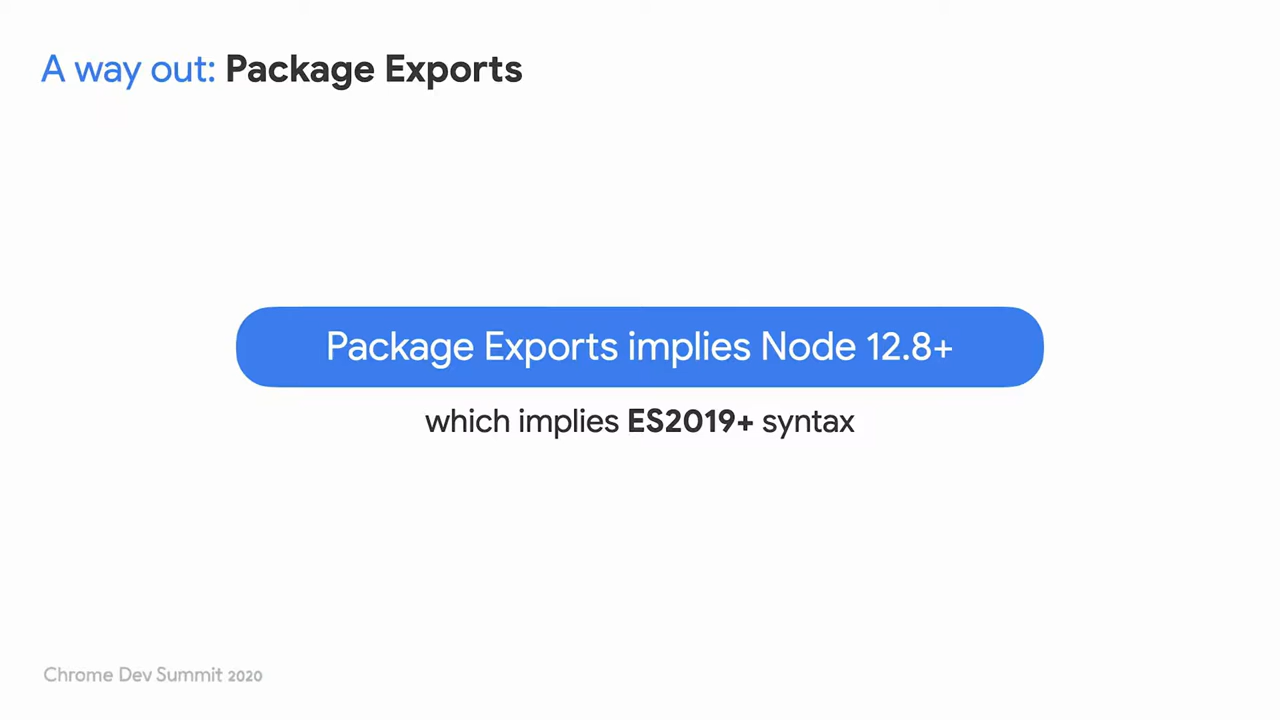 A way out: Package Exports
Package Exports implies Node 12.8+
which implies ES2019+ syntax
Chrome Dev Summit 2020